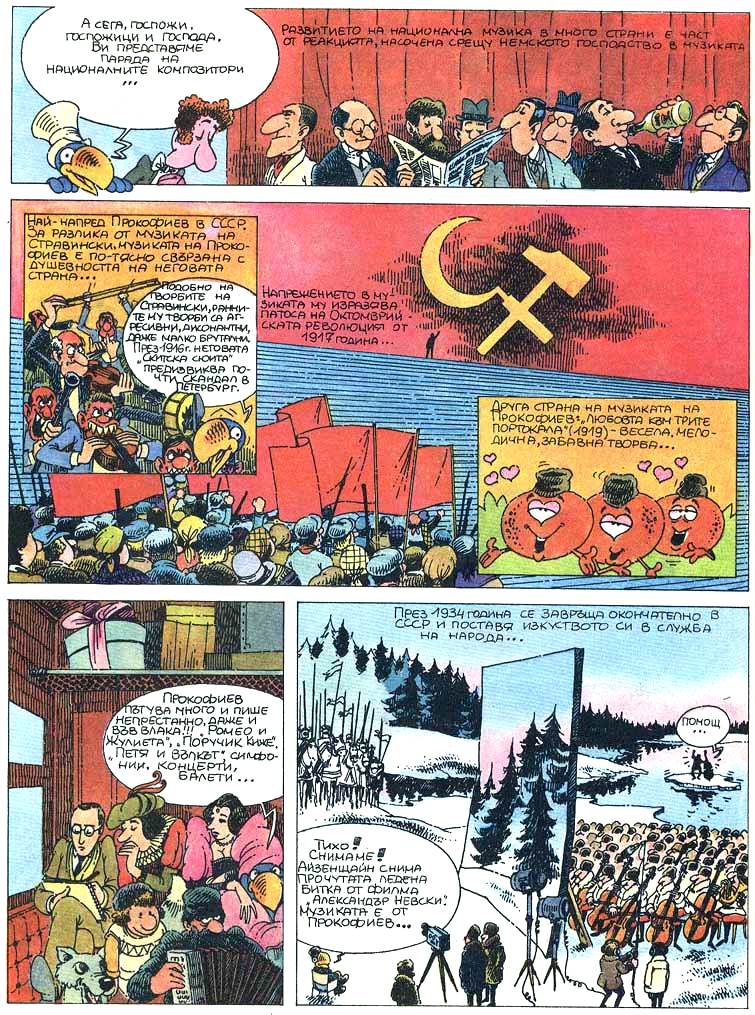 А СЕГА, ГОСПОЖИ,
ГОСПОЖИЦИ И ГОСПОДА,
ВИ ПРЕДСТАВЯМЕ
ПАРАДА НА
НАЦИОНАЛНИТЕ КОМПОЗИТОРИ
...
РАЗВИТИЕТО НА НАЦИОНАЛНА МУЗИКА В МНОГО СТРАНИ Е ЧАСТ
ОТ РЕАКЦИЯТА, НАСОЧЕНА СРЕЩУ НЕМСКОТО ГОСПОДСТВО В МУЗИКАТА
НАЙ-НАПРЕД ПРОКОФИЕВ В СССР.
ЗА РАЗЛИКА ОТ МУЗИКАТА НА
СТРАВИНСКИ, МУЗИКАТА НА ПРОКО-
ФИЕВ Е ПО-ТЯСНО СВЪРЗАНА С
ДУШЕВНОСТТА НА НЕГОВАТА
СТРАНА...
ПОДОБНО НА
ТВОРБИТЕ НА
СТРАВИНСКИ, РАННИ-
ТЕ МУ ТВОРБИ СА АГ-
РЕСИВНИ, ДИСОНАНТНИ,
ДАЖЕ МАЛКО БРУТАЛНИ.
ПРЕЗ 1916 Г. НЕГОВАТА
„СКИТСКА СЮИТА"
ПРЕДИЗВИКВА ПО-
ЧТИ СКАНДАЛ В
ПЕТЕРБУРГ.
НАПРЕЖЕНИЕТО В МУ-
ЗИКАТА МУ ИЗРАЗЯВА
ПАТОСА НА ОКТОМВРИЙ-
СКАТА РЕВОЛЮЦИЯ ОТ
1917 ГОДИНА...
ДРУГА СТРАНА НА МУЗИКАТА НА
ПРОКОФИЕВ: „ЛЮБОВТА КЪМ ТРИТЕ
ПОРТОКАЛА" (1919) - ВЕСЕЛА, МЕЛО-
ДИЧНА, ЗАБАВНА ТВОРБА...
ПРОКОФИЕВ
ПЪТУВА МНОГО И ПИШЕ
НЕПРЕСТАННО, ДАЖЕ И
ВЪВ ВЛАКА!!! „РОМЕО И
ЖУЛИЕТА", „ПОРУЧИК КИЖЕ",
„ПЕТЯ И ВЪЛКЪТ", СИМФО-
НИИ, КОНЦЕРТИ,
БАЛЕТИ...
ПРЕЗ 1934 ГОДИНА СЕ ЗАВРЪЩА ОКОНЧАТЕЛНО В
СССР И ПОСТАВЯ ИЗКУСТВОТО СИ В СЛУЖБА
НА НАРОДА...
ПОМОЩ
...
ТИХО!
СНИМАМЕ!
АЙЗЕНЩАЙН СНИМА
ПРОЧУТАТА ЛЕДЕНА
БИТКА ОТ ФИЛМА
„АЛЕКСАНДЪР НЕВСКИ".
МУЗИКАТА Е ОТ
ПРОКОФИЕВ...